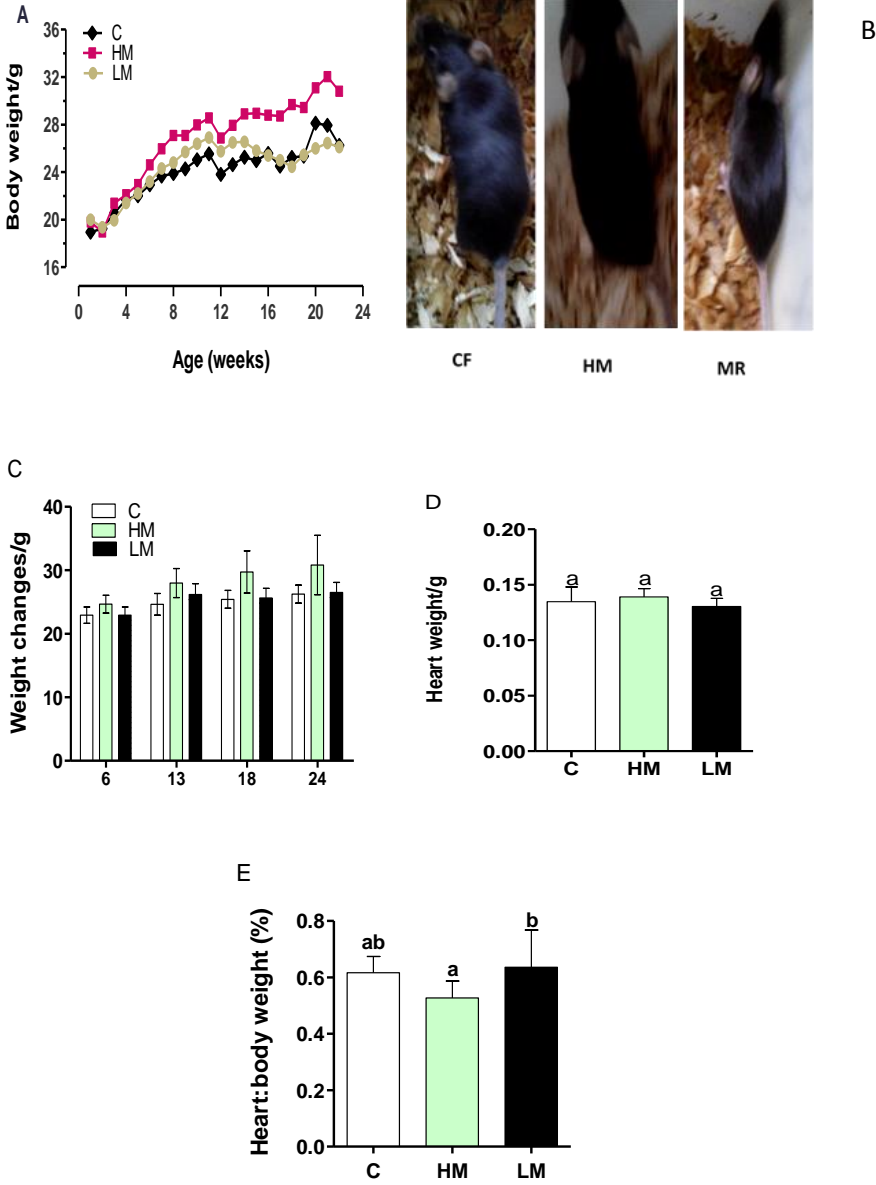 A
B
36
32
28
24
20
16
Body weight/g
C
HM
LM
0 4 8 12 16 20 24
Age (weeks)
CF HM MR
C
40
30
20
10
0
Weight changes/g
C
HM
LM
6 13 18 24
D
0.20
0.15
0.10
0.05
0.00
Heart weight/g
a a a
C HM LM
E
0.8
0.6
0.4
0.2
0.0
Heart:body weight (%)
ab a b
C HM LM